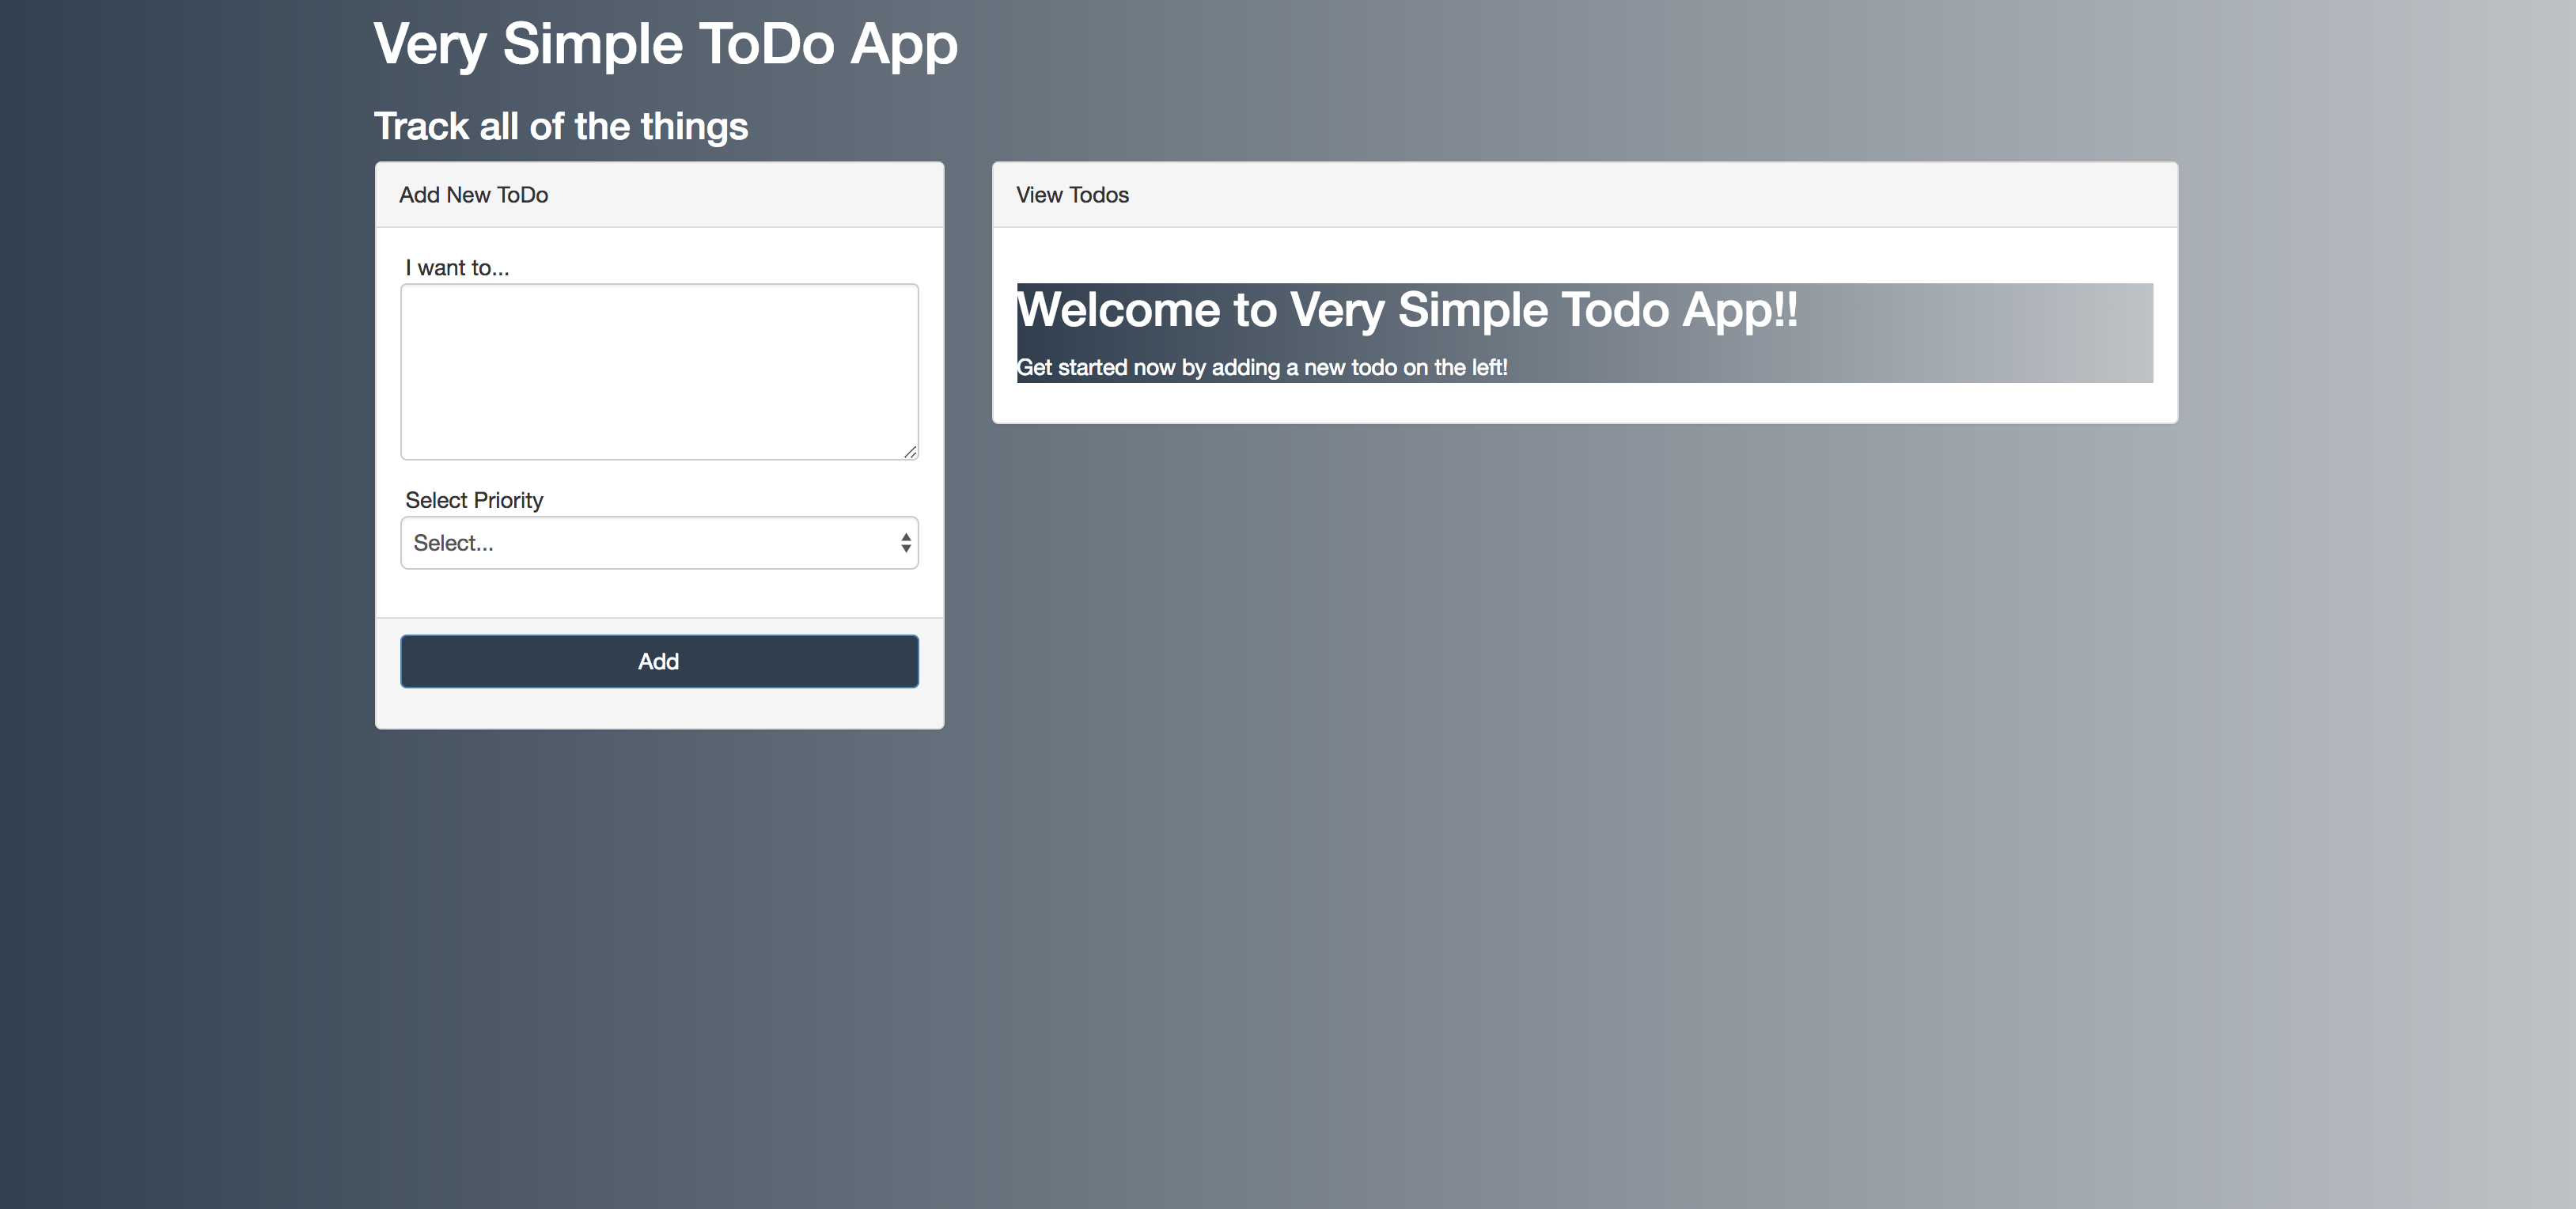 Very Simple ToDo App
Track all of the things
Add New ToDo
I want to...
Select Priority
Select...
Add
View Todos
Welcome to Very Simple Todo App!!
Get started now by adding a new todo on the left!